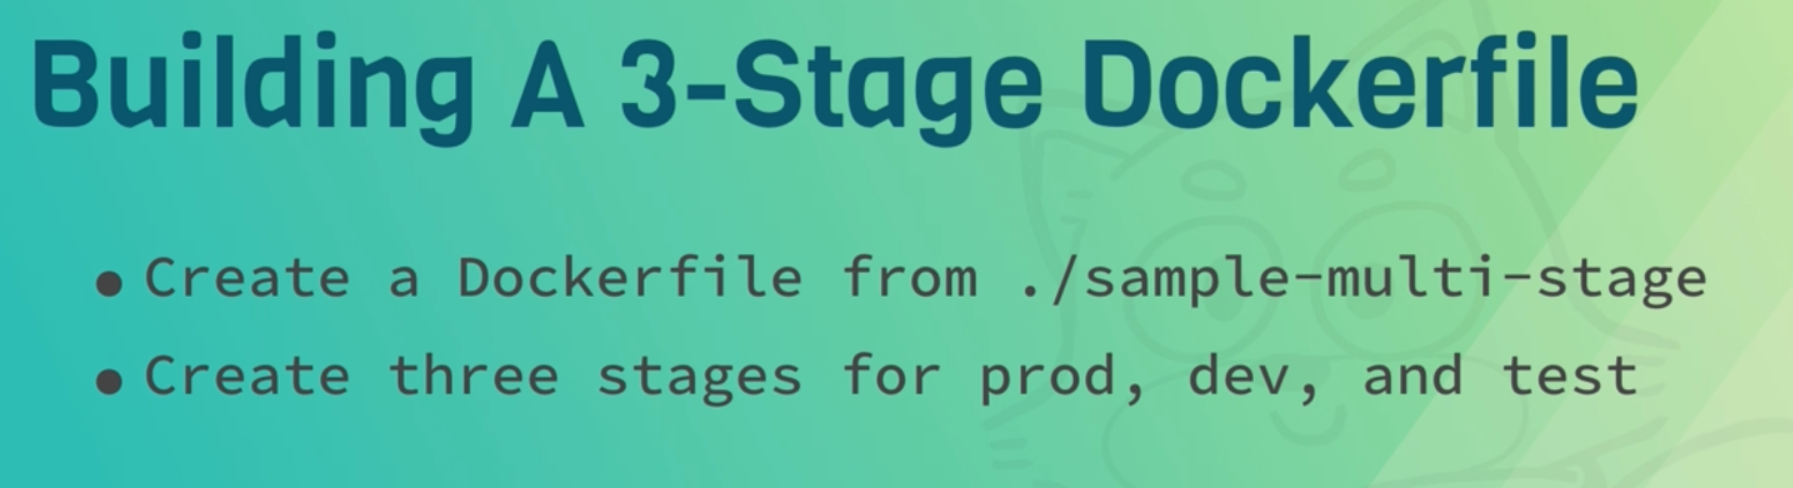 Building A 3-Stage Dockerfile
• Create a Dockerfile from ./sample-multi-stage
• Create three stages for prod, dev, and test